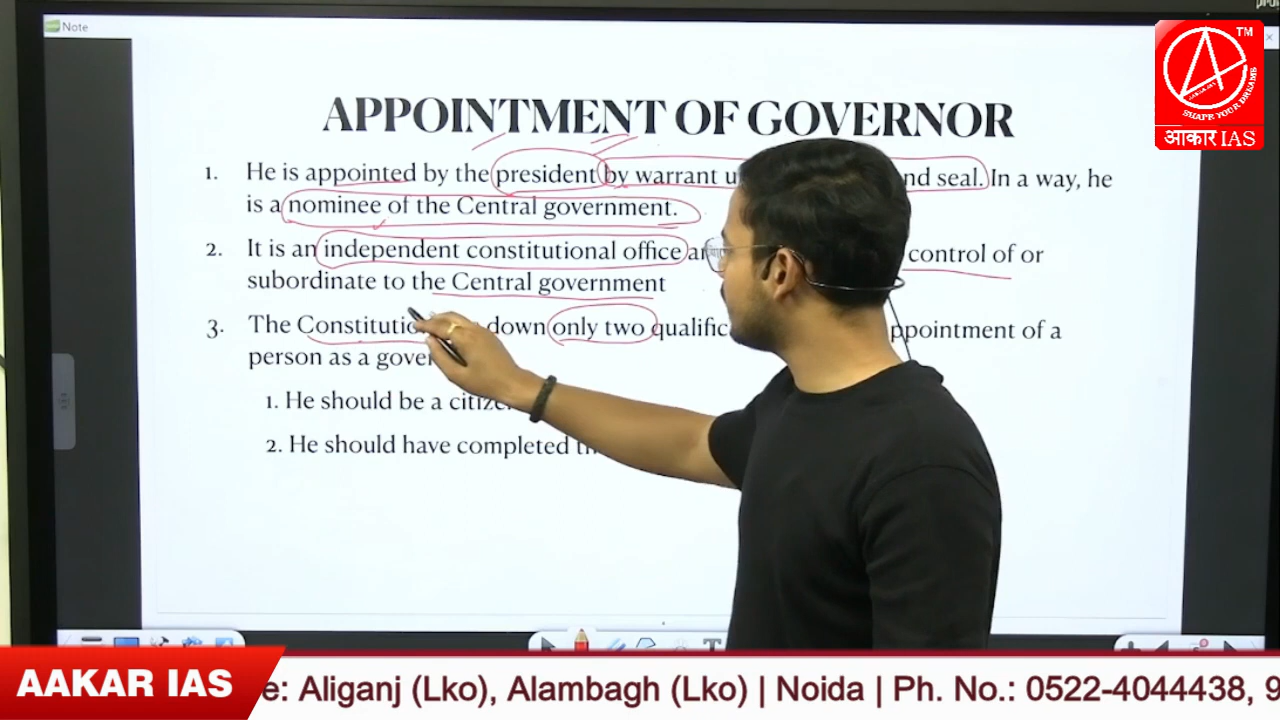 Note
TM
SHAPE YOUR DREAMS
आकार IAS
APPOINTMENT OF GOVERNOR
1. He is appointed by the president by warrant u nd seal. In a way, he
is a nominee of the Central government.
2. It is an independent constitutional office control of or
subordinate to the Central government
3. The Constitutio down only two qualific ppointment of a
person as a gover
1. He should be a citize
2. He should have completed
AAKAR IAS e: Aliganj (Lko), Alambagh (Lko) | Noida | Ph. No.: 0522-4044438, 9